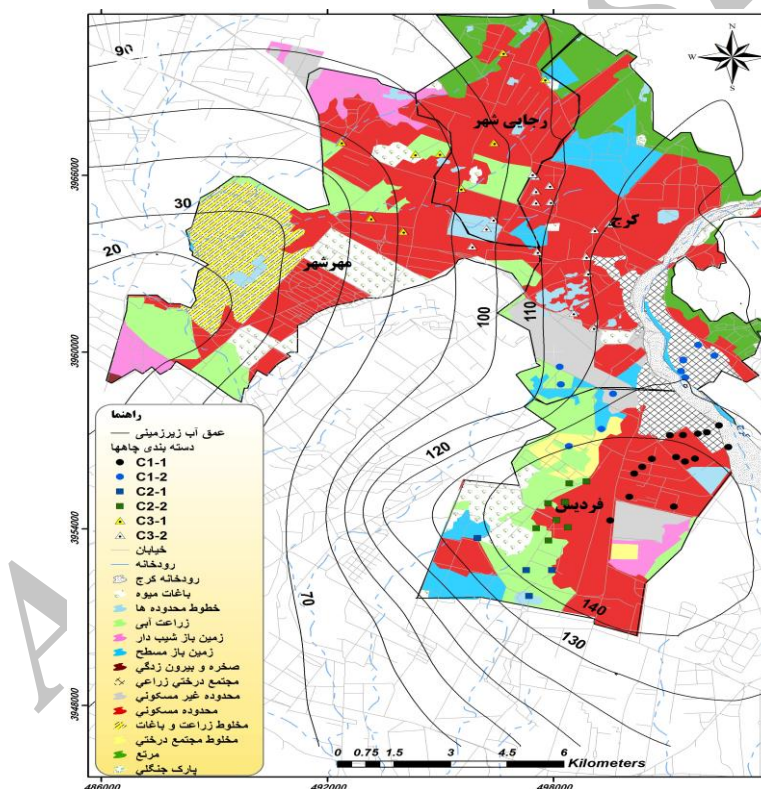 90
N
W
E
S
رجایی شهر
3966000
کرج
30
20
مهرشهر
110
100
3960000
120
فردیس
3954000
70
140
130
3948000
راهنما
عمق آب زیرزمینی
دسته بندی چاهها
C1-1
C1-2
C2-1
C2-2
C3-1
C3-2
خیابان
رودخانه
رودخانه کرج
باغات میوه
خطوط محدوده ها
زراعت آبی
زمین باز شیب دار
زمین باز مسطح
صخره و بیرون زدگی
مجتمع درختی زراعی
محدوده غیر مسکونی
محدوده مسکونی
مخلوط زراعت و باغات
مخلوط مجتمع درختی
مرتع
پارک جنگلی
0 0.75 1.5 3 4.5 6
Kilometers
486000 492000 498000